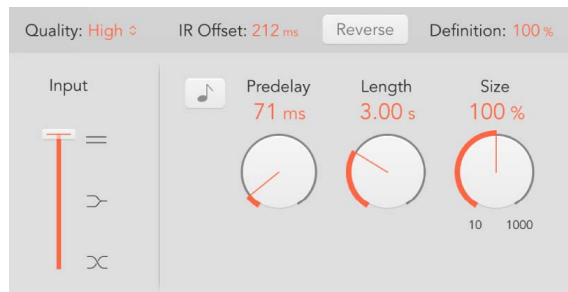 Quality: High IR Offset: 212 ms Reverse Definition: 100 %
Input Predelay Length Size
71 ms 3.00 s 100 %
10 1000